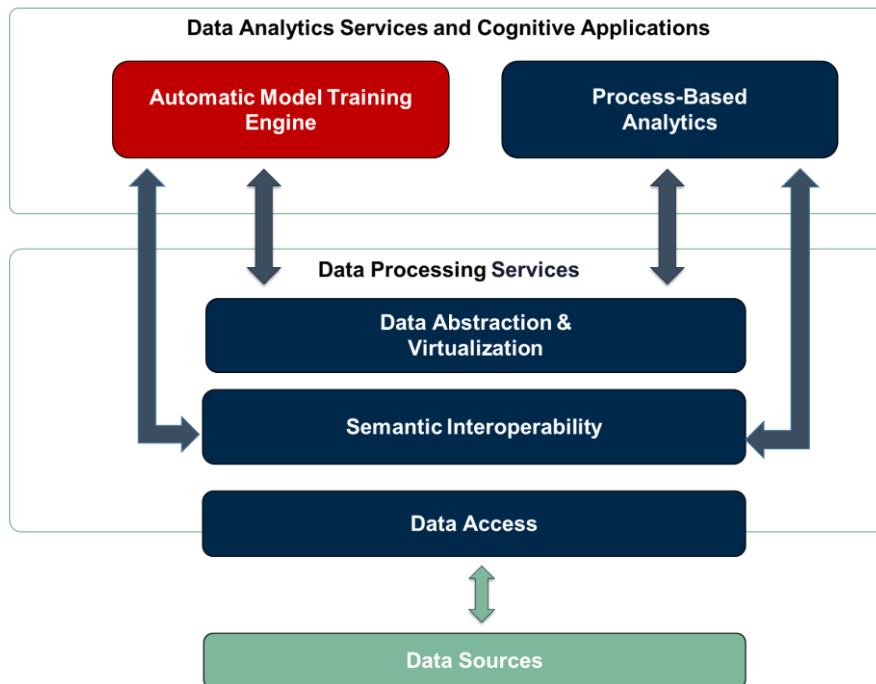 Data Analytics Services and Cognitive Applications
Automatic Model Training
Engine
Process-Based
Analytics
Data Processing Services
Data Abstraction &
Virtualization
Semantic Interoperability
Data Access
Data Sources